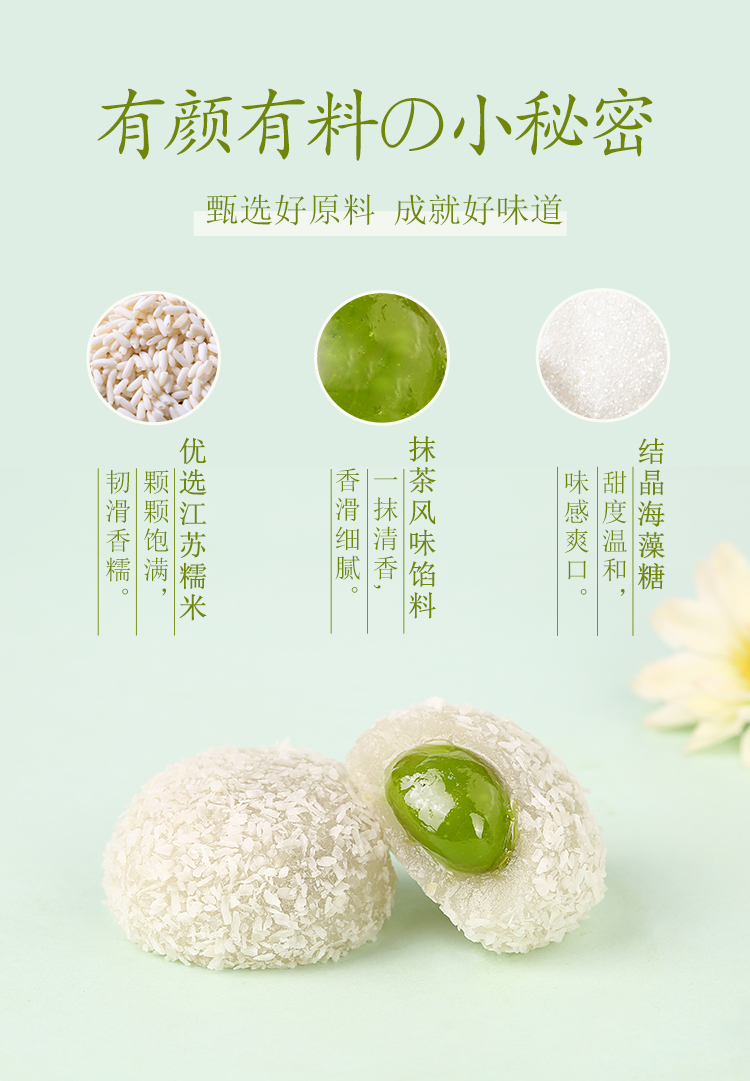 有颜有料の小秘密
甄选好原料 成就好味道
优选江苏糯米
颗颗饱满，
韧滑香糯。
抹茶风味馅料
一抹清香，
香滑细腻。
结晶海藻糖
甜度温和，
味感爽口。